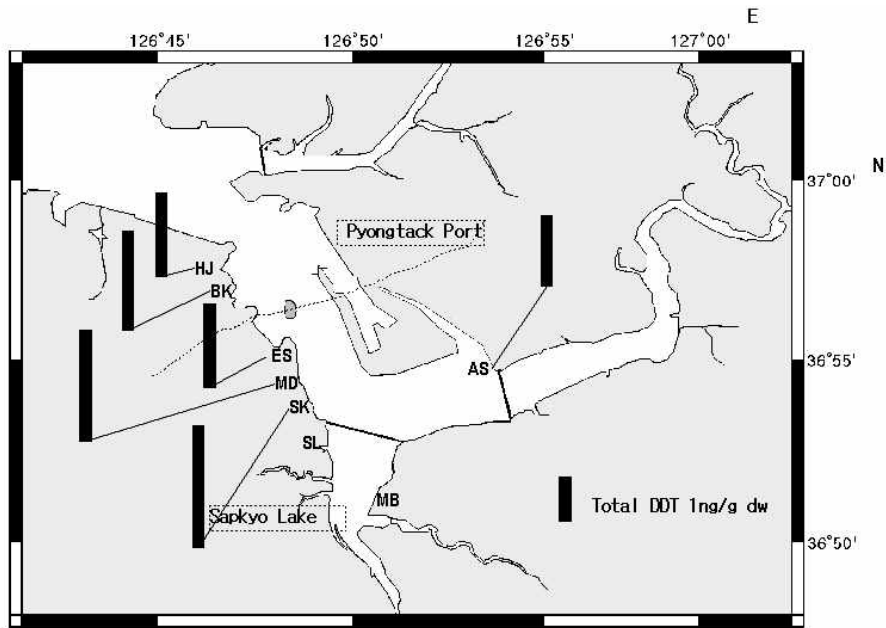 E
126°45' 126°50' 126°55' 127°00'
N
37°00'
Pyongtack Port
HJ
BK
36°55'
ES
AS
MD
SK
SL
MB
Total DDT 1ng/g dw
Sapkyo Lake
36°50'